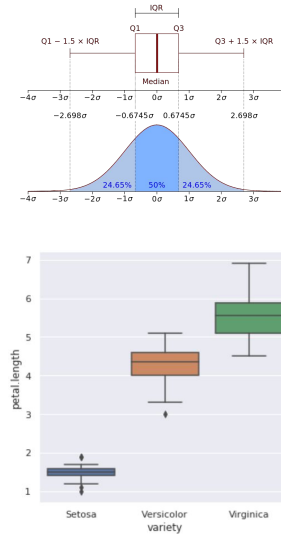 IQR
Q1 Q3
Q1 − 1.5 × IQR Q3 + 1.5 × IQR
Median
−4σ −3σ −2σ −1σ 0σ 1σ 2σ 3σ 4σ
−2.698σ −0.6745σ 0.6745σ 2.698σ
24.65% 50% 24.65%
−4σ −3σ −2σ −1σ 0σ 1σ 2σ 3σ 4σ
7
6
5
4
3
2
1
petal.length
Setosa Versicolor Virginica
variety